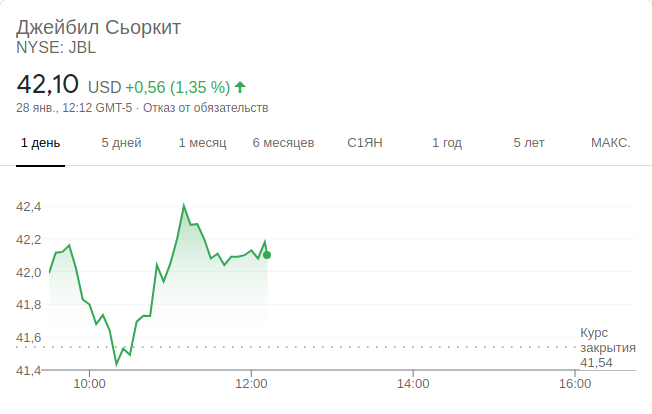 Джейбил Сьоркит
NYSE: JBL
42,10 USD +0,56 (1,35 %)
28 янв., 12:12 GMT-5 · Отказ от обязательств
1 день 5 дней 1 месяц 6 месяцев С1ЯН 1 год 5 лет МАКС.
42,4
42,2
42,0
41,8
41,6
41,4
Курс
закрытия
41,54
10:00 12:00 14:00 16:00